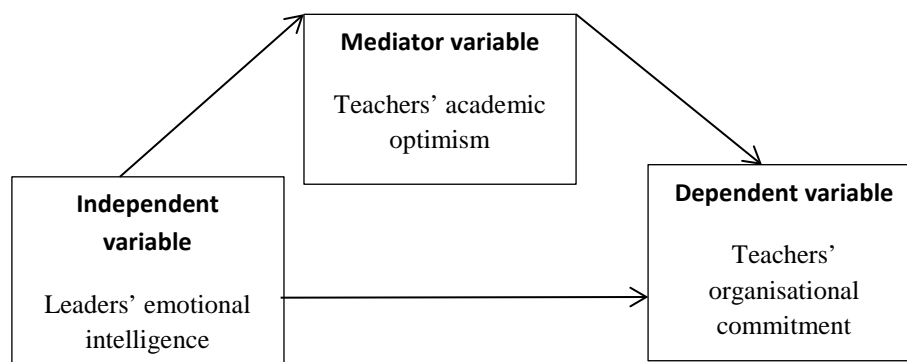 Mediator variable
Teachers’ academic
optimism
Independent
variable
Leaders’ emotional
intelligence
Dependent variable
Teachers’
organisational
commitment